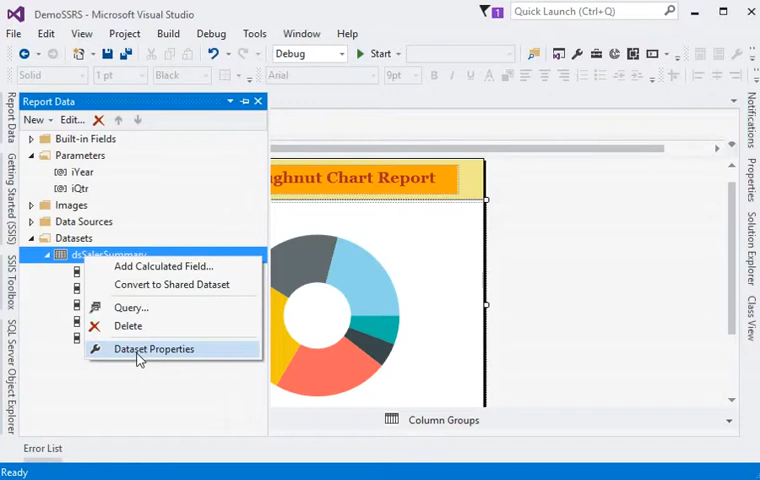 DemoSSRS - Microsoft Visual Studio
1
Quick Launch (Ctrl+Q)
File Edit View Project Build Debug Team Tools Window Help
Debug Start
Solid 1 pt Black Arial 9pt B I U
Report Data
New Edit...
Built-in Fields
Parameters
[@] iYear
[@] iQtr
Images
Data Sources
Datasets
dsSalesSummary
Add Calculated Field...
Convert to Shared Dataset
Query...
Delete
Dataset Properties
ghnut Chart Report
Column Groups
Report Data
Getting Started (SSIS)
SSIS Toolbox
SQL Server Object Explorer
Notifications
Properties
Solution Explorer
Class View
Error List
Ready